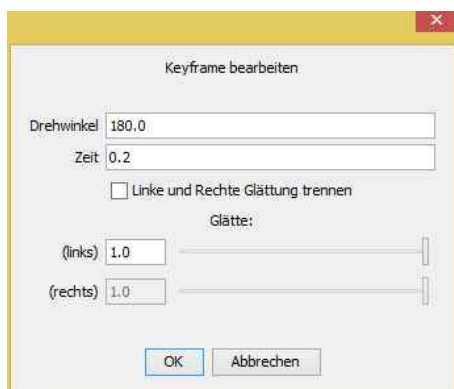 Keyframe bearbeiten
Drehwinkel 180.0
Zeit 0.2
Linke und Rechte Glättung trennen
Glätte:
(links) 1.0
(rechts) 1.0
OK Abbrechen